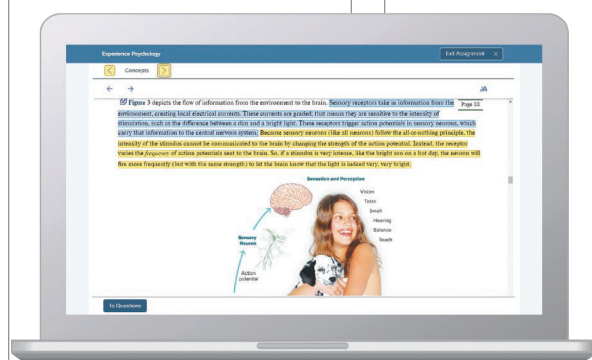 Experience Psychology
Exit Assignment X
Concepts
Figure 3 depicts the flow of information from the environment to the brain. Sensory receptors take in information from the
Page 85
environment, creating local electrical currents. These currents are graded; that means they are sensitive to the intensity of
stimulation, such as the difference between a dim and a bright light. These receptors trigger action potentials in sensory neurons, which
carry that information to the central nervous system. Because sensory neurons (like all neurons) follow the all-or-nothing principle, the
intensity of the stimulus cannot be communicated to the brain by changing the strength of the action potential. Instead, the receptor
varies the frequency of action potentials sent to the brain. So, if a stimulus is very intense, like the bright sun on a hot day, the neuron will
fire more frequently (but with the same strength) to let the brain know that the light is indeed very, very bright.
Sensation and Perception
Vision
Taste
Smell
Hearing
Balance
Touch
Sensory
Neuron
Action
potential
To Questions